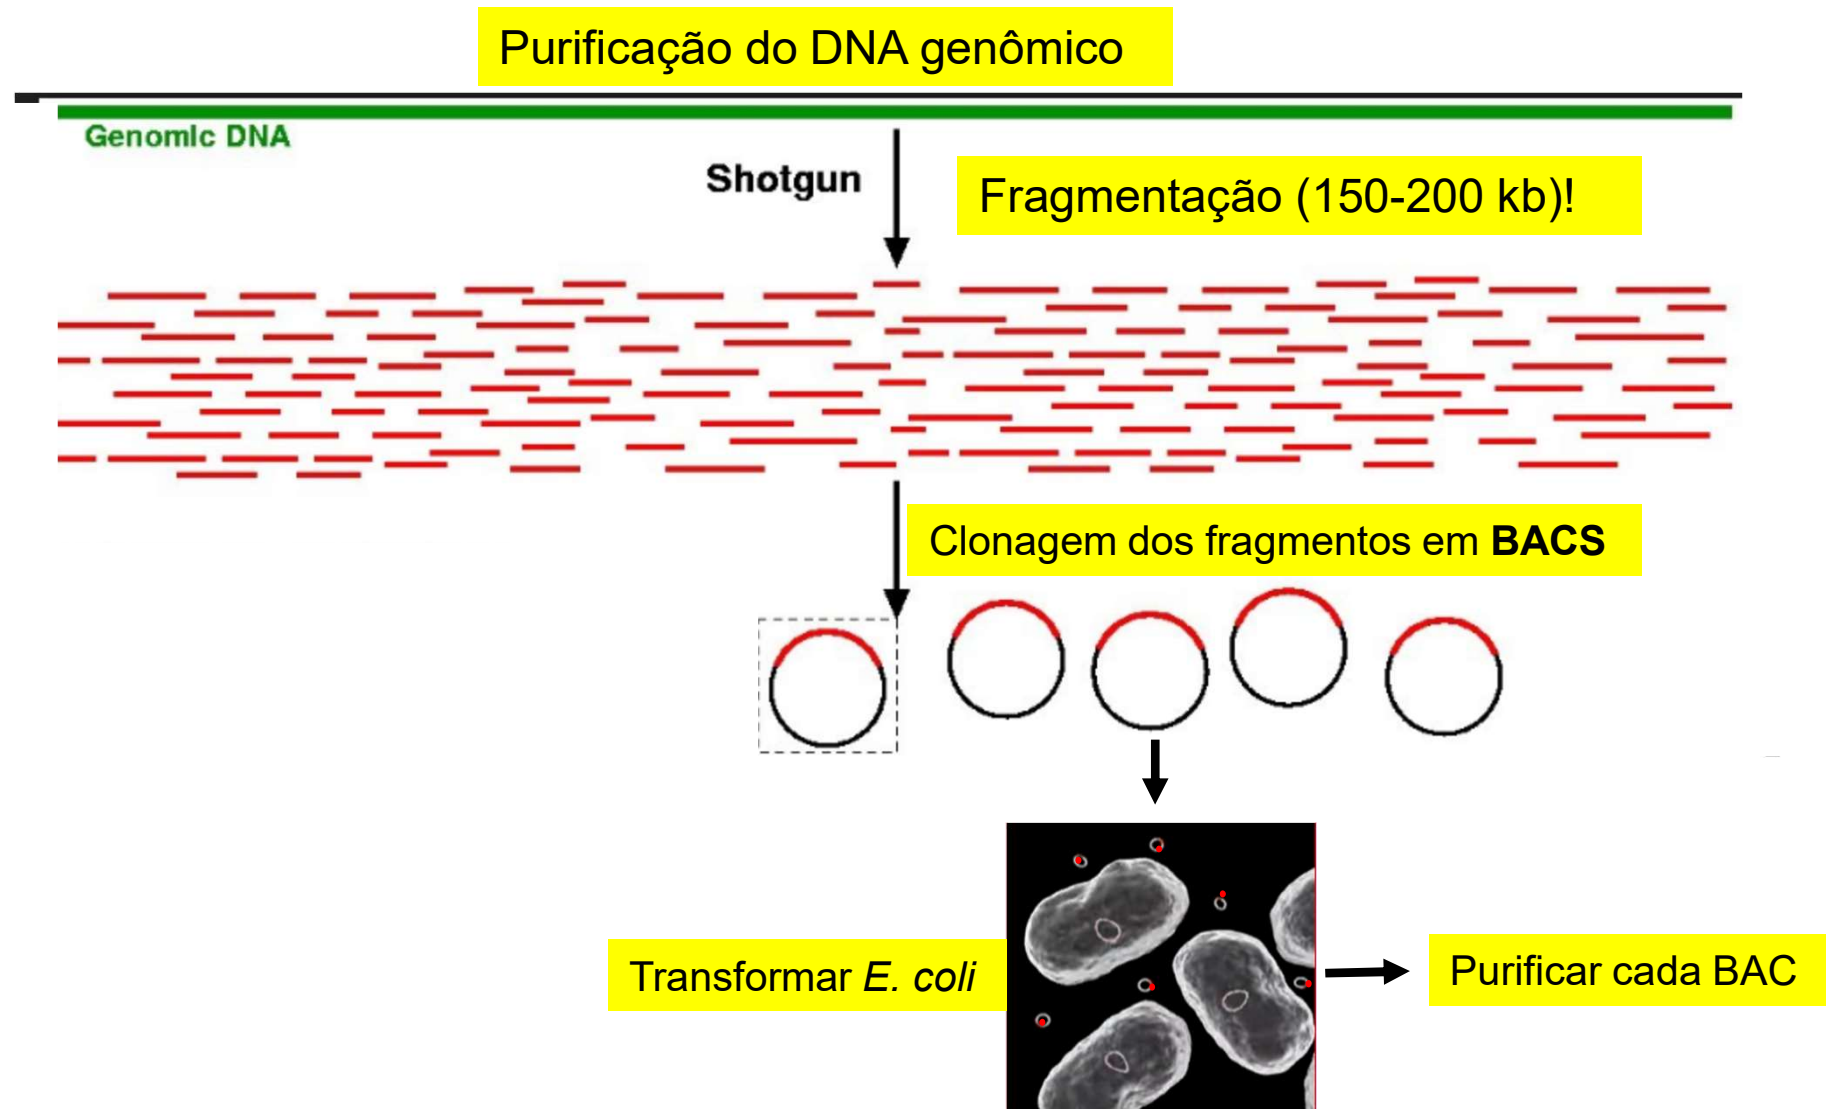 Purificação do DNA genômico
Genomic DNA
Shotgun
Fragmentação (150-200 kb)!
Clonagem dos fragmentos em BACS
Transformar E. coli
Purificar cada BAC